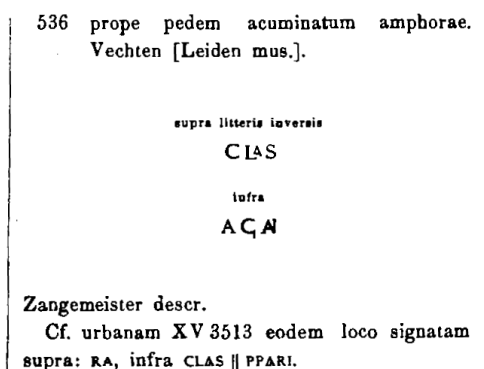 536 prope pedem acuminatum amphorae.
Vechten [Leiden mus.].
supra litteris inversis
CLAS
infra
A C, AI
Zangemeister descr.
Cf. urbanam XV 3513 eodem loco signatam
supra: RA, infra CLAS || PPARI.